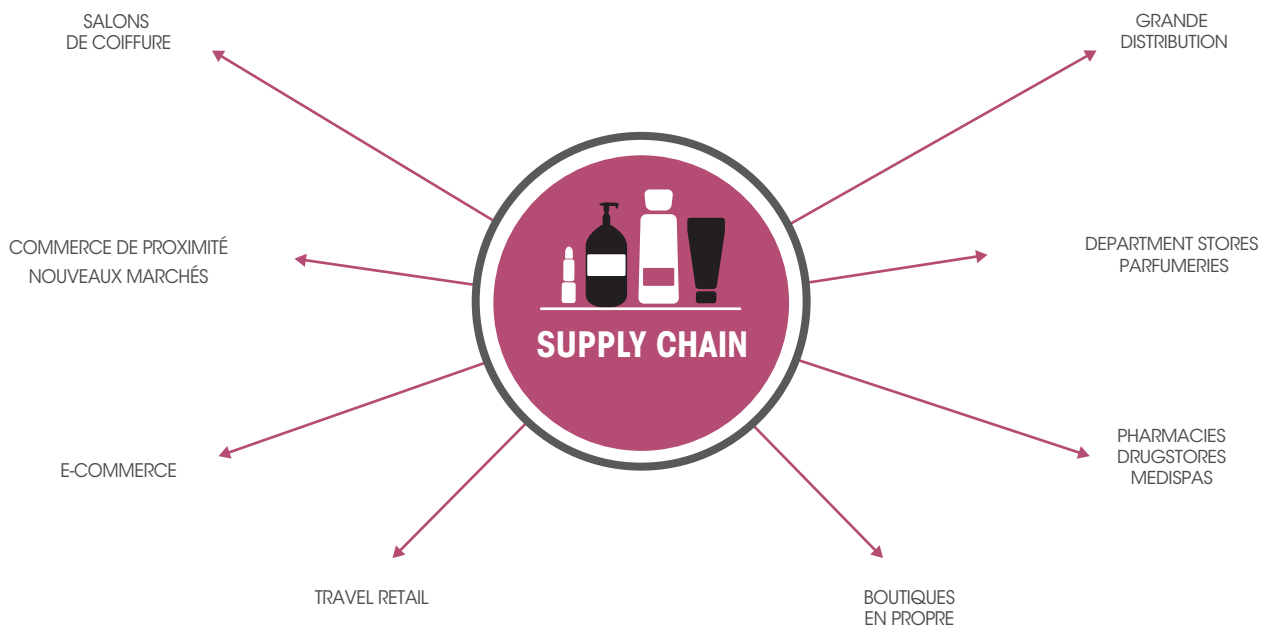 SALONS
DE COIFFURE
GRANDE
DISTRIBUTION
COMMERCE DE PROXIMITÉ
NOUVEAUX MARCHÉS
DEPARTMENT STORES
PARFUMERIES
SUPPLY CHAIN
E-COMMERCE
PHARMACIES
DRUGSTORES
MEDISPAS
TRAVEL RETAIL
BOUTIQUES
EN PROPRE